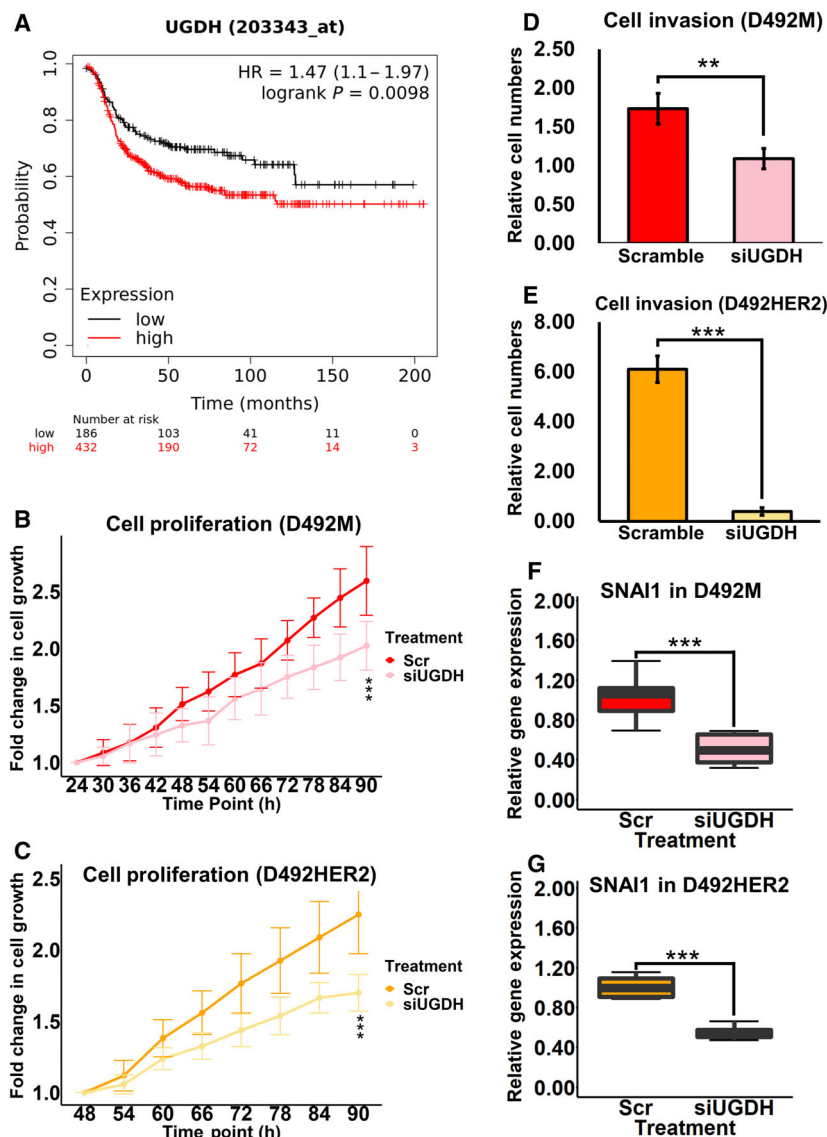 A
UGDH (203343_at)
HR = 1.47 (1.1 – 1.97)
logrank P = 0.0098
Probability
1.0
0.8
0.6
0.4
0.2
0.0
Expression
low
high
0 50 100 150 200
Time (months)
Number at risk
low 186 103 41 11 0
high 432 190 72 14 3
B
Cell proliferation (D492M)
Fold change in cell growth
2.5
2.0
1.5
1.0
Treatment
Scr
siUGDH
***
24 30 36 42 48 54 60 66 72 78 84 90
Time Point (h)
C
Cell proliferation (D492HER2)
Fold change in cell growth
2.5
2.0
1.5
1.0
Treatment
Scr
siUGDH
***
48 54 60 66 72 78 84 90
Time_point (h)
D
Cell invasion (D492M)
Relative cell numbers
2.50
2.00
1.50
1.00
0.50
0.00
**
Scramble siUGDH
E
Cell invasion (D492HER2)
Relative cell numbers
8.00
6.00
4.00
2.00
0.00
***
Scramble siUGDH
F
SNAI1 in D492M
Relative gene expression
2.00
1.60
1.20
0.80
0.40
0.00
***
Scr siUGDH
Treatment
G
SNAI1 in D492HER2
Relative gene expression
2.00
1.60
1.20
0.80
0.40
0.00
***
Scr siUGDH
Treatment